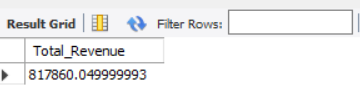 Result Grid Filter Rows:
Total_Revenue
817860.049999993